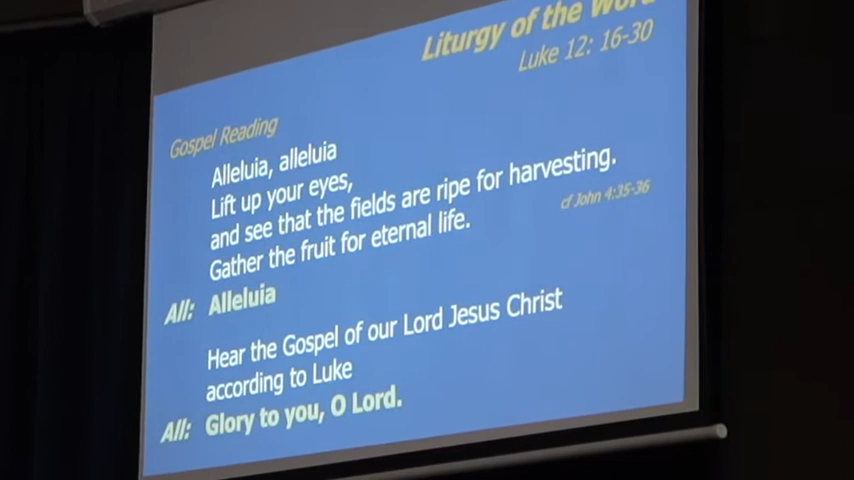 Liturgy of the Word
Luke 12: 16-30
Gospel Reading
Alleluia, alleluia
Lift up your eyes,
and see that the fields are ripe for harvesting.
cf John 4:35-36
Gather the fruit for eternal life.
All: Alleluia
Hear the Gospel of our Lord Jesus Christ
according to Luke
All: Glory to you, O Lord.